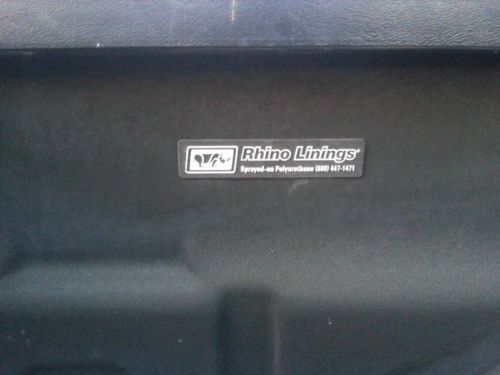 Rhino Linings®
Sprayed-on Polyurethane (800) 447-1471